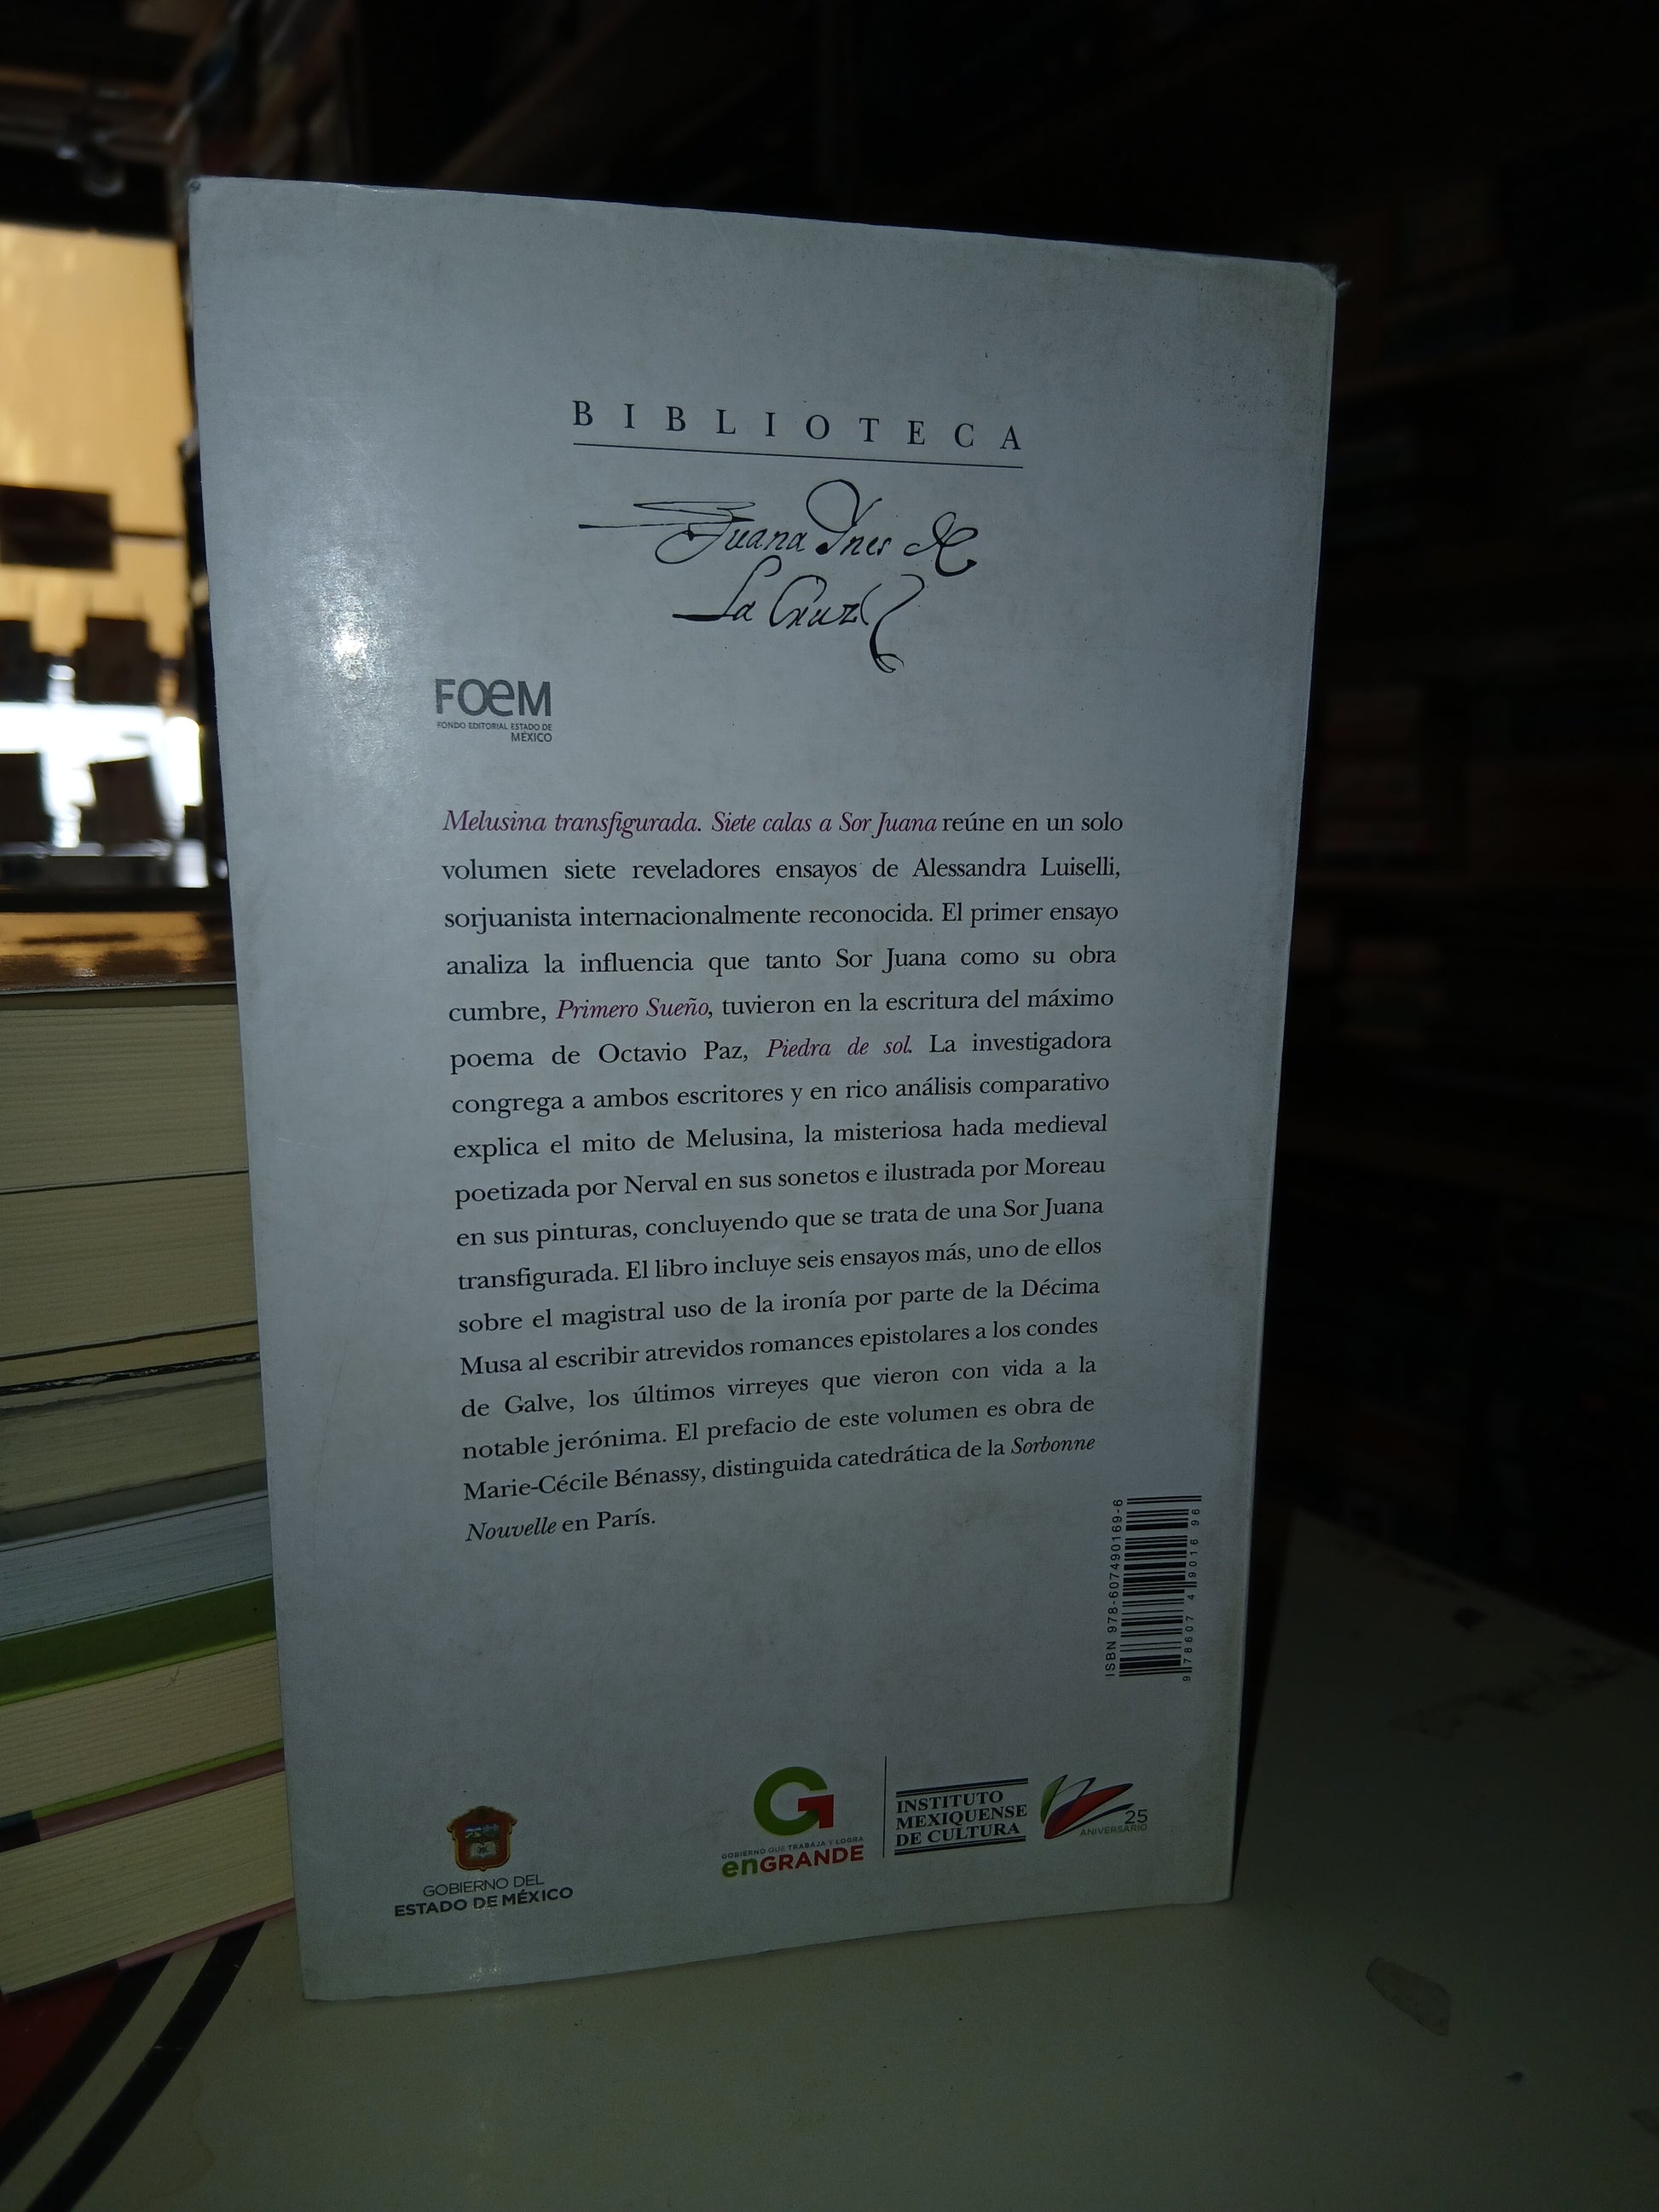 BIBLIOTECA
Juana Ynes de
La Cruz
FOEM
FONDO EDITORIAL ESTADO DE
MÉXICO
Melusina transfigurada. Siete calas a Sor Juana reúne en un solo
volumen siete reveladores ensayos de Alessandra Luiselli,
sorjuanista internacionalmente reconocida. El primer ensayo
analiza la influencia que tanto Sor Juana como su obra
cumbre, Primero Sueño, tuvieron en la escritura del máximo
poema de Octavio Paz, Piedra de sol. La investigadora
congrega a ambos escritores y en rico análisis comparativo
explica el mito de Melusina, la misteriosa hada medieval
poetizada por Nerval en sus sonetos e ilustrada por Moreau
en sus pinturas, concluyendo que se trata de una Sor Juana
transfigurada. El libro incluye seis ensayos más, uno de ellos
sobre el magistral uso de la ironía por parte de la Décima
Musa al escribir atrevidos romances epistolares a los condes
de Galve, los últimos virreyes que vieron con vida a la
notable jerónima. El prefacio de este volumen es obra de
Marie-Cécile Bénassy, distinguida catedrática de la Sorbonne
Nouvelle en París.
ISBN 978-607490169-6
9 78607 4 9016 96
GOBIERNO DEL
ESTADO DE MÉXICO
GOBIERNO QUE TRABAJA Y LOGRA
enGRANDE
INSTITUTO
MEXIQUENSE
DE CULTURA
25
ANIVERSARIO